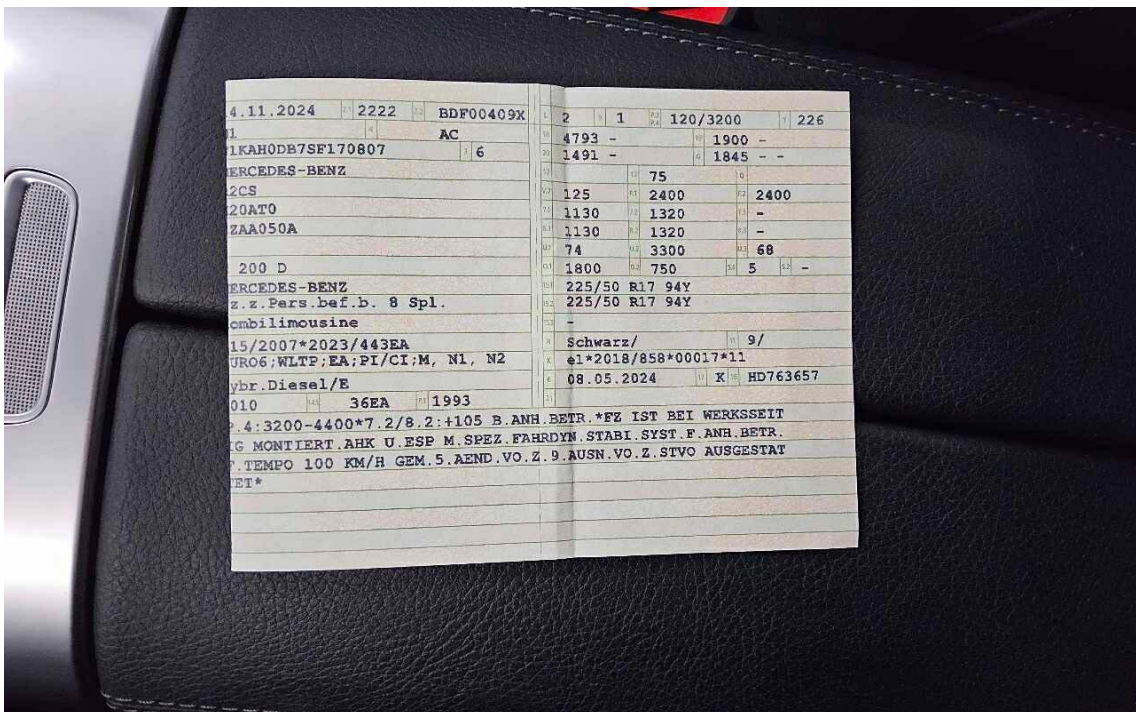 4.11.2024 2222 BDF00409X
1 AC
1KAH0DB7SF170807 6
ERCEDES-BENZ
2CS
20AT0
ZAA050A
200 D
ERCEDES-BENZ
z.z.Pers.bef.b. 8 Spl.
ombilimousine
15/2007*2023/443EA
URO6;WLTP;EA;PI/CI;M, N1, N2
ybr.Diesel/E
010 36EA 1993
2 1 120/3200 226
4793 - 1900 -
1491 - 1845 - -
75
125 2400 2400
1130 1320 -
1130 1320 -
74 3300 68
1800 750 5 -
225/50 R17 94Y
225/50 R17 94Y
-
Schwarz/ 9/
e1*2018/858*00017*11
08.05.2024 K HD763657
.4:3200-4400*7.2/8.2:+105 B.ANH.BETR.*FZ IST BEI WERKSSEIT
IG MONTIERT.AHK U.ESP M.SPEZ.FAHRDYN.STABI.SYST.F.ANH.BETR.
.TEMPO 100 KM/H GEM.5.AEND.VO.Z.9.AUSN.VO.Z.STVO AUSGESTAT
TET*